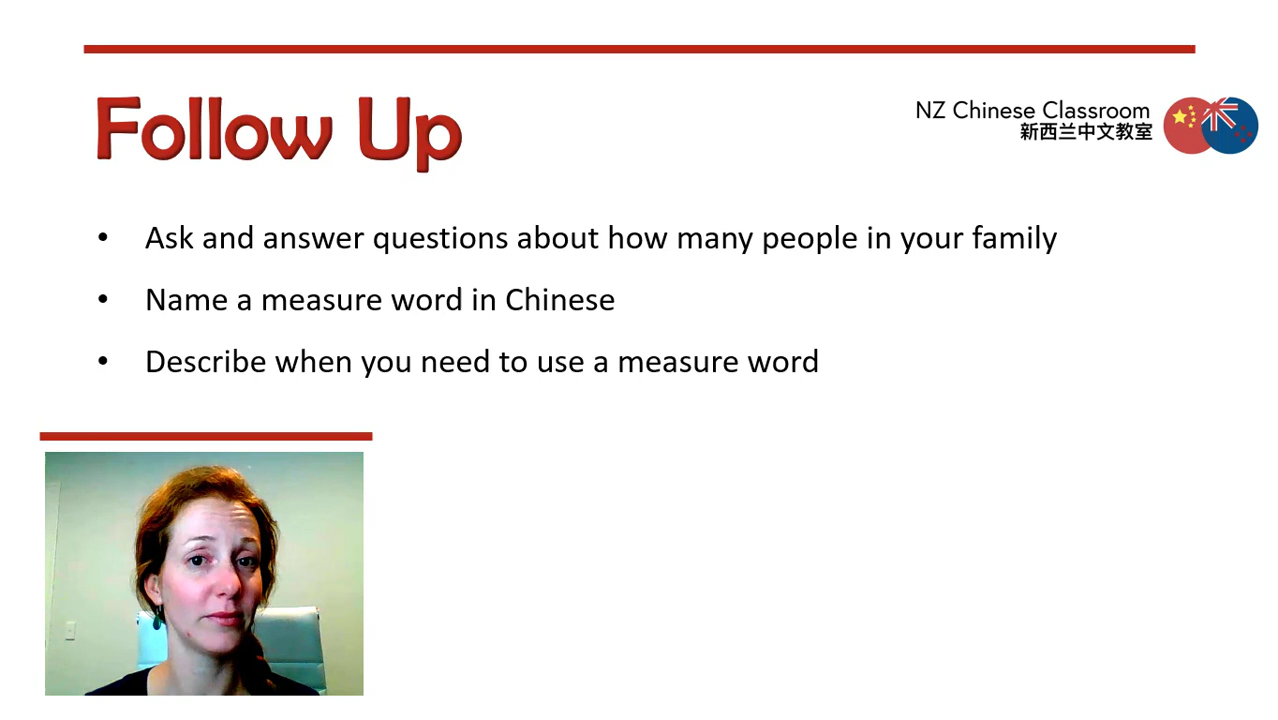 Follow Up
NZ Chinese Classroom
新西兰中文教室
• Ask and answer questions about how many people in your family
• Name a measure word in Chinese
• Describe when you need to use a measure word